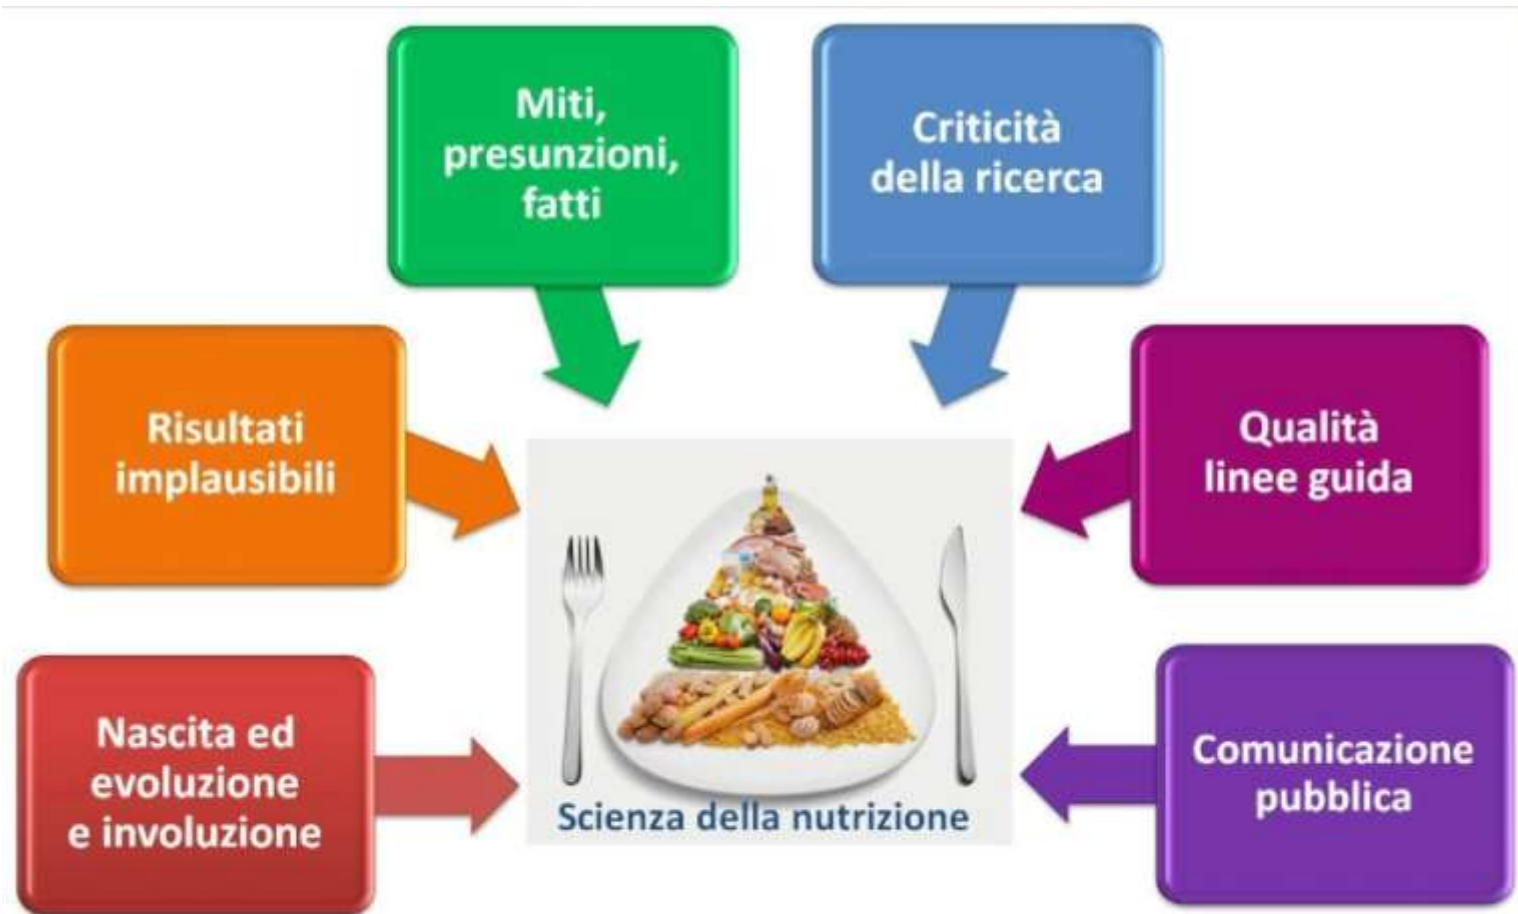 Miti,
presunzioni,
fatti
Criticità
della ricerca
Risultati
implausibili
Qualità
linee guida
Nascita ed
evoluzione
e involuzione
Comunicazione
pubblica
Scienza della nutrizione